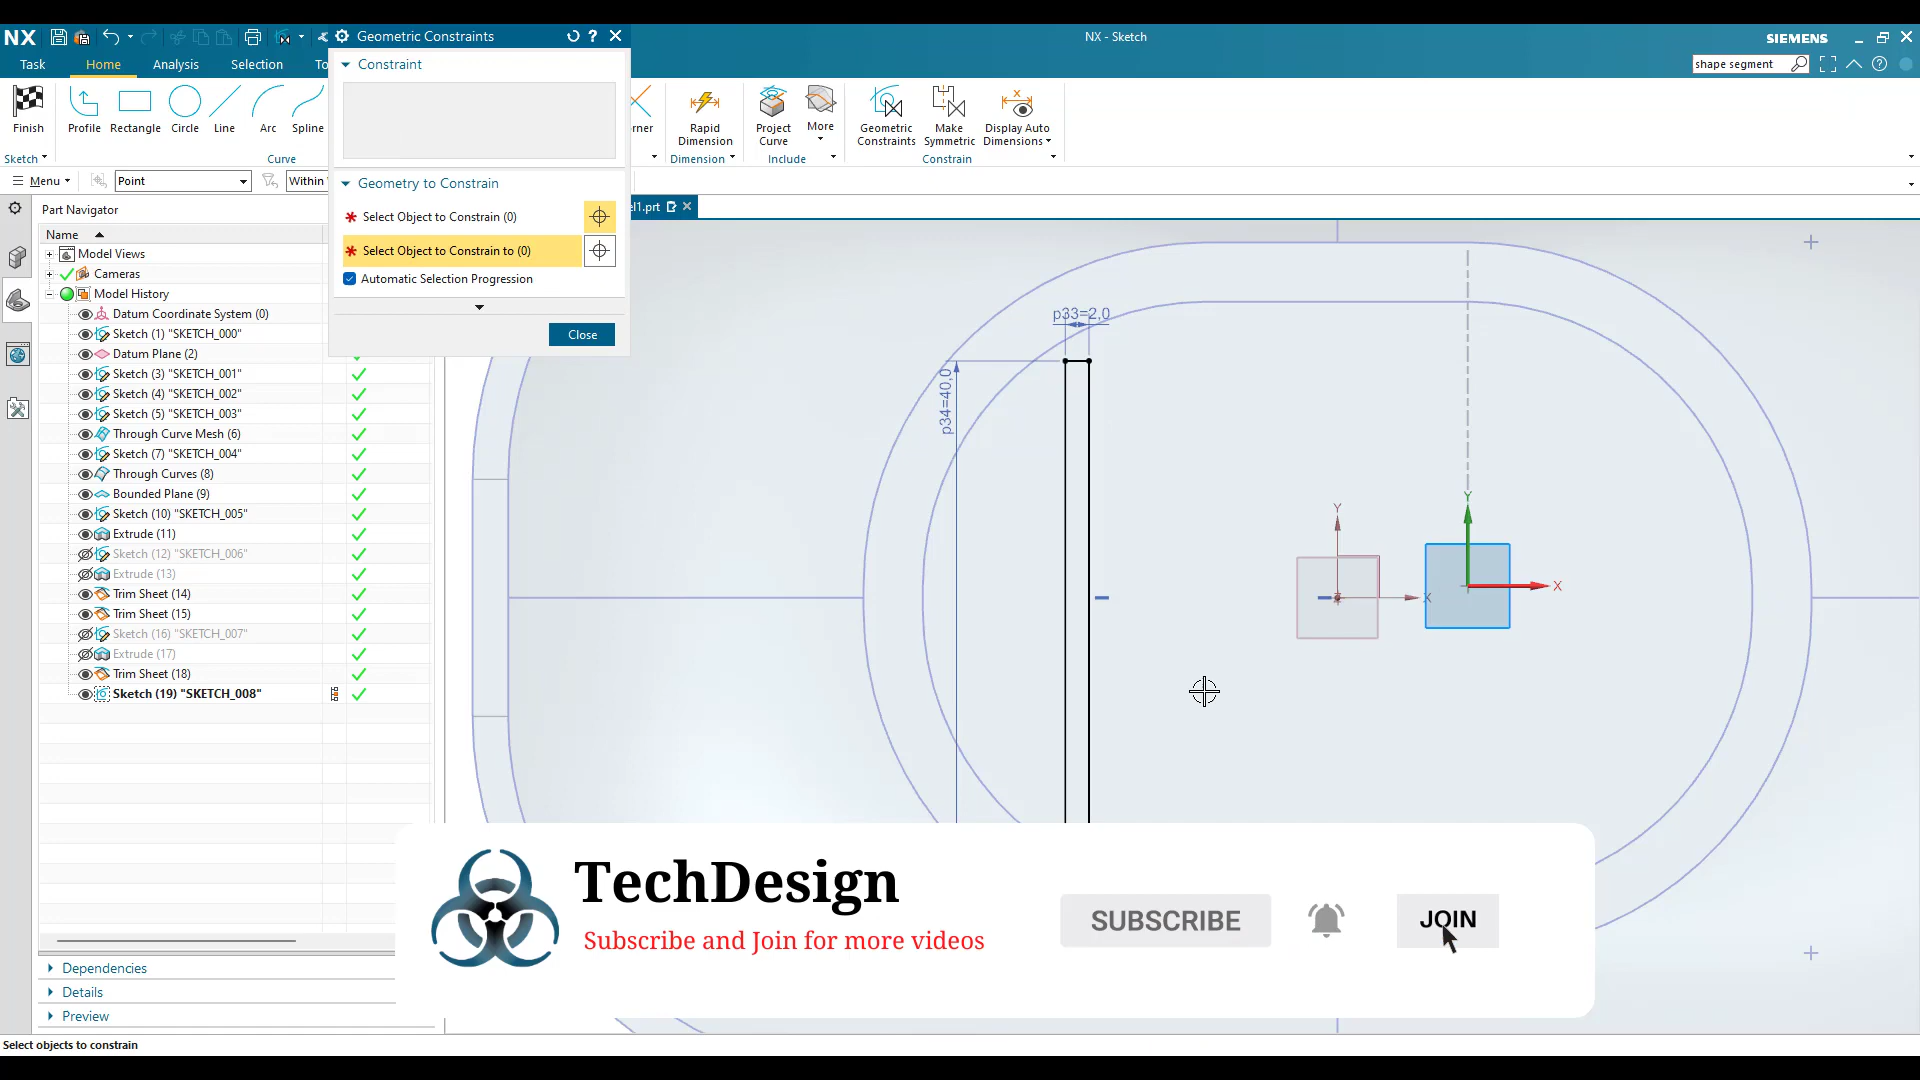 NX
Geometric Constraints
NX - Sketch
SIEMENS
Task
Home
Analysis
Selection
To
Constraint
shape segment
Finish
Profile
Rectangle
Circle
Line
Arc
Spline
rner
Rapid Dimension
Project Curve
More
Geometric Constraints
Make Symmetric
Display Auto Dimensions
Sketch
Curve
Dimension
Include
Constrain
Menu
Point
Within
Geometry to Constrain
Select Object to Constrain (0)
Select Object to Constrain to (0)
Automatic Selection Progression
Close
el1.prt
Part Navigator
Name
Model Views
Cameras
Model History
Datum Coordinate System (0)
Sketch (1) "SKETCH_000"
Datum Plane (2)
Sketch (3) "SKETCH_001"
Sketch (4) "SKETCH_002"
Sketch (5) "SKETCH_003"
Through Curve Mesh (6)
Sketch (7) "SKETCH_004"
Through Curves (8)
Bounded Plane (9)
Sketch (10) "SKETCH_005"
Extrude (11)
Sketch (12) "SKETCH_006"
Extrude (13)
Trim Sheet (14)
Trim Sheet (15)
Sketch (16) "SKETCH_007"
Extrude (17)
Trim Sheet (18)
Sketch (19) "SKETCH_008"
p33=2,0
p34=40,0
Y
X
Y
X
TechDesign
Subscribe and Join for more videos
SUBSCRIBE
JOIN
Dependencies
Details
Preview
Select objects to constrain